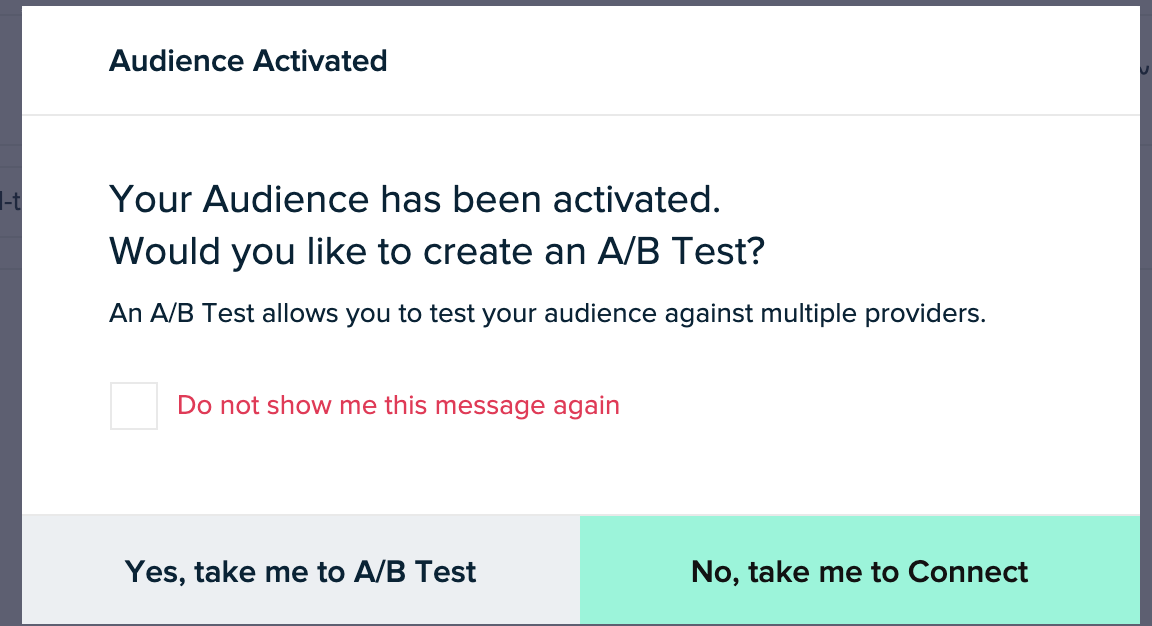 Audience Activated
Your Audience has been activated.
Would you like to create an A/B Test?
An A/B Test allows you to test your audience against multiple providers.
Do not show me this message again
Yes, take me to A/B Test
No, take me to Connect